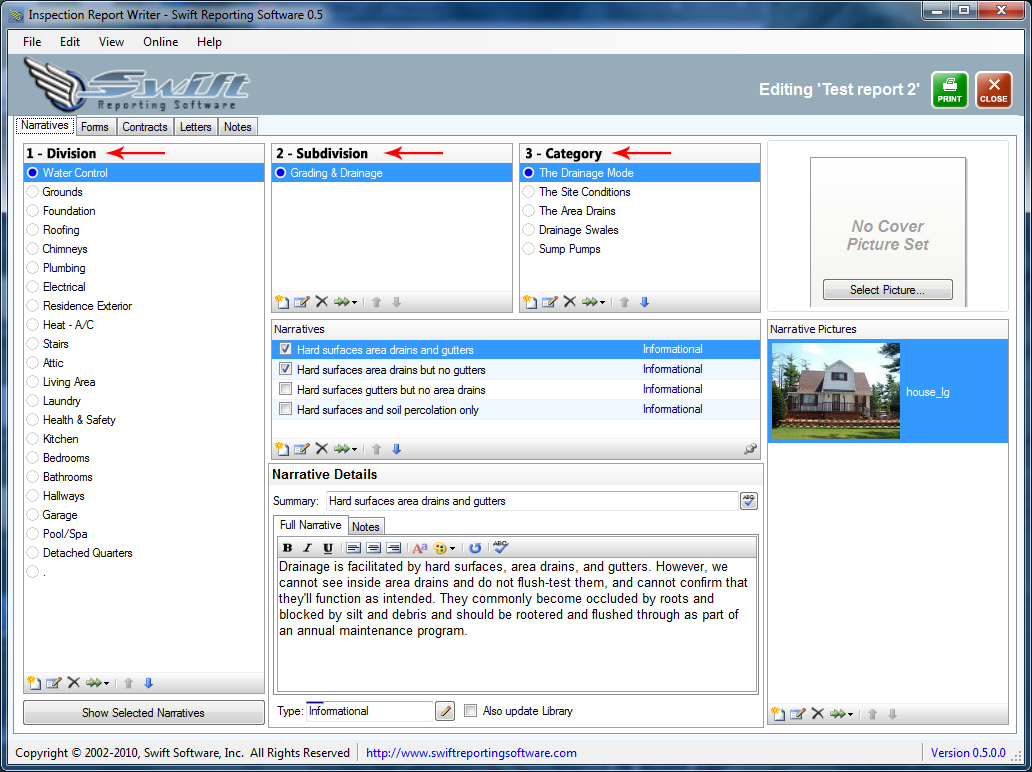 Inspection Report Writer - Swift Reporting Software 0.5
File Edit View Online Help
Swift
Reporting Software
Editing 'Test report 2'
PRINT
CLOSE
Narratives Forms Contracts Letters Notes
1 - Division
Water Control
Grounds
Foundation
Roofing
Chimneys
Plumbing
Electrical
Residence Exterior
Heat - A/C
Stairs
Attic
Living Area
Laundry
Health & Safety
Kitchen
Bedrooms
Bathrooms
Hallways
Garage
Pool/Spa
Detached Quarters
.
Show Selected Narratives
2 - Subdivision
Grading & Drainage
3 - Category
The Drainage Mode
The Site Conditions
The Area Drains
Drainage Swales
Sump Pumps
No Cover
Picture Set
Select Picture...
Narratives
Hard surfaces area drains and gutters Informational
Hard surfaces area drains but no gutters Informational
Hard surfaces gutters but no area drains Informational
Hard surfaces and soil percolation only Informational
Narrative Pictures
house_lg
Narrative Details
Summary: Hard surfaces area drains and gutters
ABC
Full Narrative Notes
B I U Aa ABC
Drainage is facilitated by hard surfaces, area drains, and gutters. However, we
cannot see inside area drains and do not flush-test them, and cannot confirm that
they'll function as intended. They commonly become occluded by roots and
blocked by silt and debris and should be rootered and flushed through as part of
an annual maintenance program.
Type: Informational Also update Library
Copyright © 2002-2010, Swift Software, Inc. All Rights Reserved http://www.swiftreportingsoftware.com Version 0.5.0.0